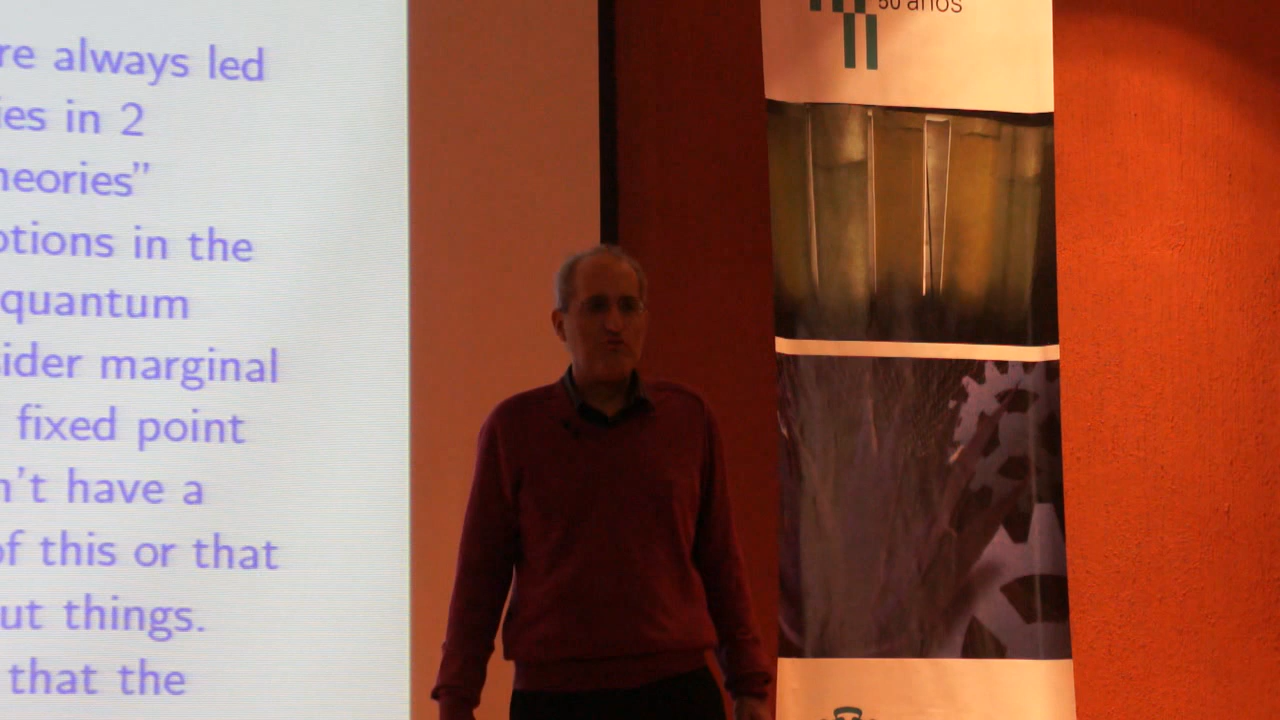 re always led
ies in 2
neories”
otions in the
quantum
ider marginal
fixed point
n't have a
of this or that
ut things.
that the
50 anos